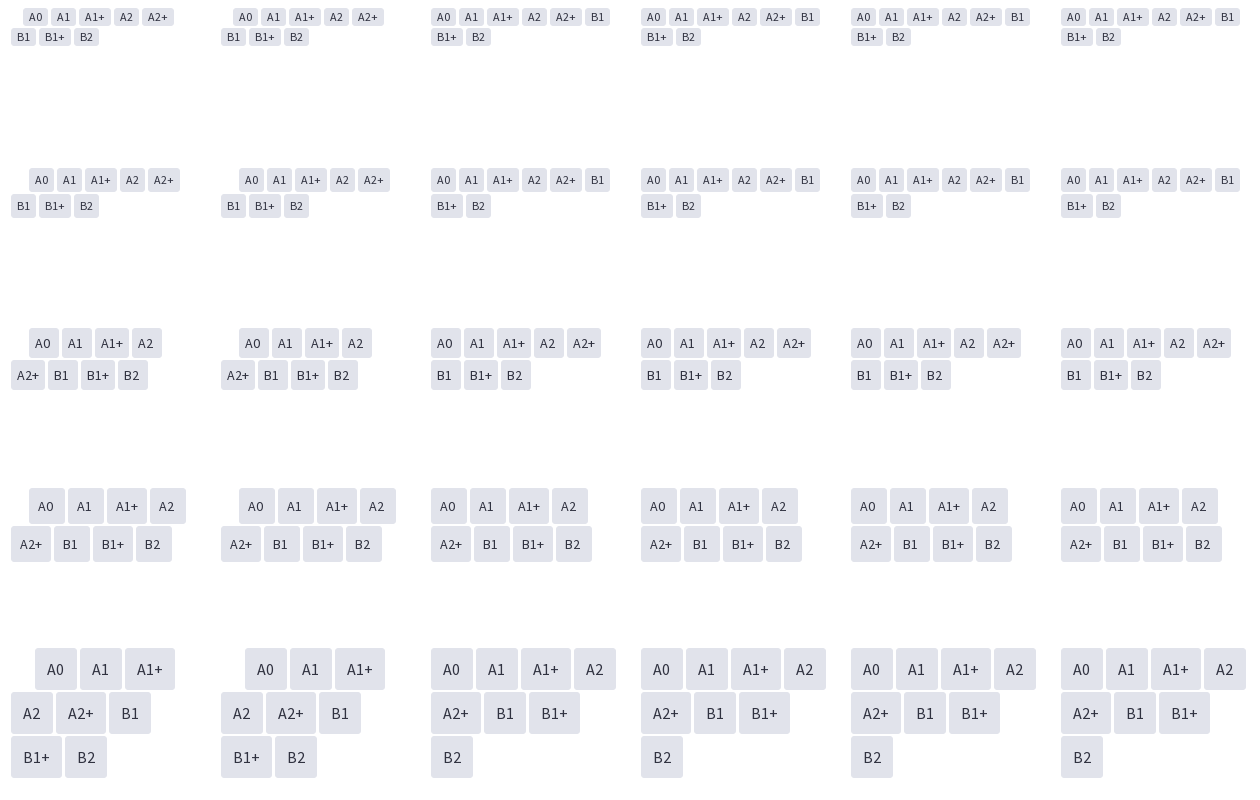 A0 A1 A1+ A2 A2+ A0 A1 A1+ A2 A2+ A0 A1 A1+ A2 A2+ B1 A0 A1 A1+ A2 A2+ B1 A0 A1 A1+ A2 A2+ B1 A0 A1 A1+ A2 A2+ B1
B1 B1+ B2 B1 B1+ B2 B1+ B2 B1+ B2 B1+ B2 B1+ B2
A0 A1 A1+ A2 A2+ A0 A1 A1+ A2 A2+ A0 A1 A1+ A2 A2+ B1 A0 A1 A1+ A2 A2+ B1 A0 A1 A1+ A2 A2+ B1 A0 A1 A1+ A2 A2+ B1
B1 B1+ B2 B1 B1+ B2 B1+ B2 B1+ B2 B1+ B2 B1+ B2
A0 A1 A1+ A2 A0 A1 A1+ A2 A0 A1 A1+ A2 A2+ A0 A1 A1+ A2 A2+ A0 A1 A1+ A2 A2+ A0 A1 A1+ A2 A2+
A2+ B1 B1+ B2 A2+ B1 B1+ B2 B1 B1+ B2 B1 B1+ B2 B1 B1+ B2 B1 B1+ B2
A0 A1 A1+ A2 A0 A1 A1+ A2 A0 A1 A1+ A2 A0 A1 A1+ A2 A0 A1 A1+ A2 A0 A1 A1+ A2
A2+ B1 B1+ B2 A2+ B1 B1+ B2 A2+ B1 B1+ B2 A2+ B1 B1+ B2 A2+ B1 B1+ B2 A2+ B1 B1+ B2
A0 A1 A1+ A0 A1 A1+ A0 A1 A1+ A2 A0 A1 A1+ A2 A0 A1 A1+ A2 A0 A1 A1+ A2
A2 A2+ B1 A2 A2+ B1 A2+ B1 B1+ A2+ B1 B1+ A2+ B1 B1+ A2+ B1 B1+
B1+ B2 B1+ B2 B2 B2 B2 B2